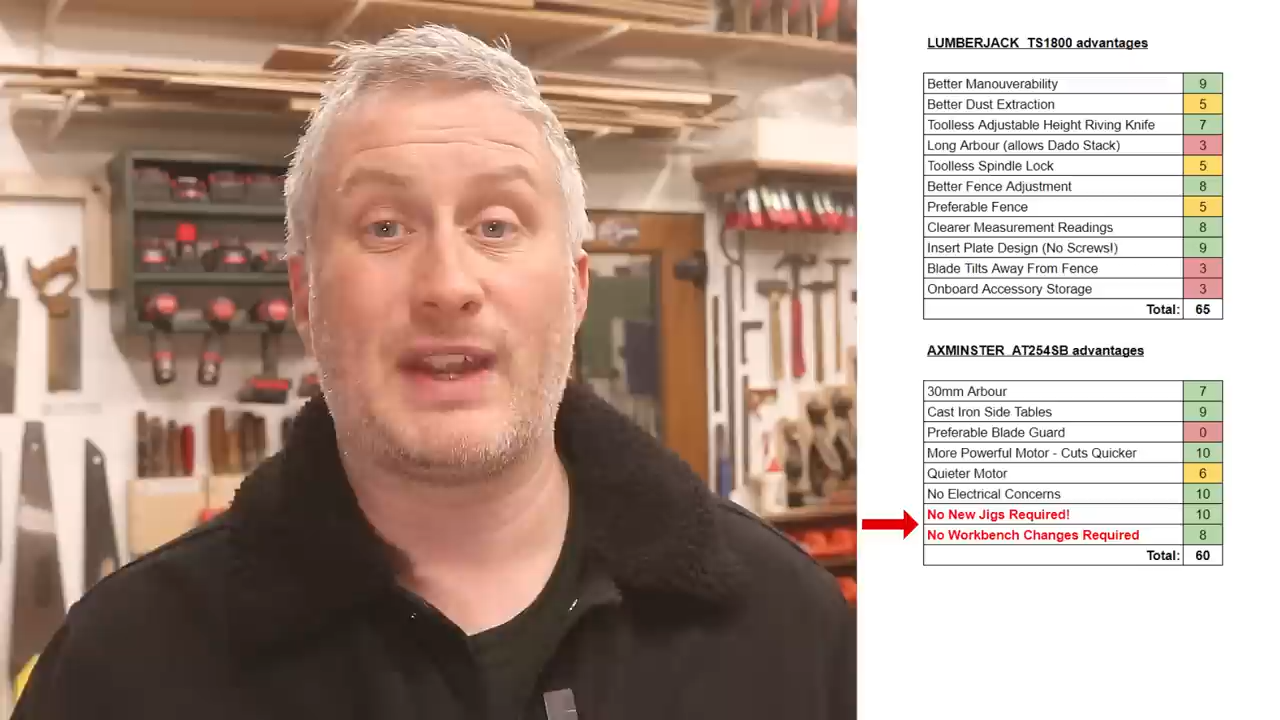 LUMBERJACK TS1800 advantages
Better Manouverability 9
Better Dust Extraction 5
Toolless Adjustable Height Riving Knife 7
Long Arbour (allows Dado Stack) 3
Toolless Spindle Lock 5
Better Fence Adjustment 8
Preferable Fence 5
Clearer Measurement Readings 8
Insert Plate Design (No Screws!) 9
Blade Tilts Away From Fence 3
Onboard Accessory Storage 3
Total: 65
AXMINSTER AT254SB advantages
30mm Arbour 7
Cast Iron Side Tables 9
Preferable Blade Guard 0
More Powerful Motor - Cuts Quicker 10
Quieter Motor 6
No Electrical Concerns 10
No New Jigs Required! 10
No Workbench Changes Required 8
Total: 60